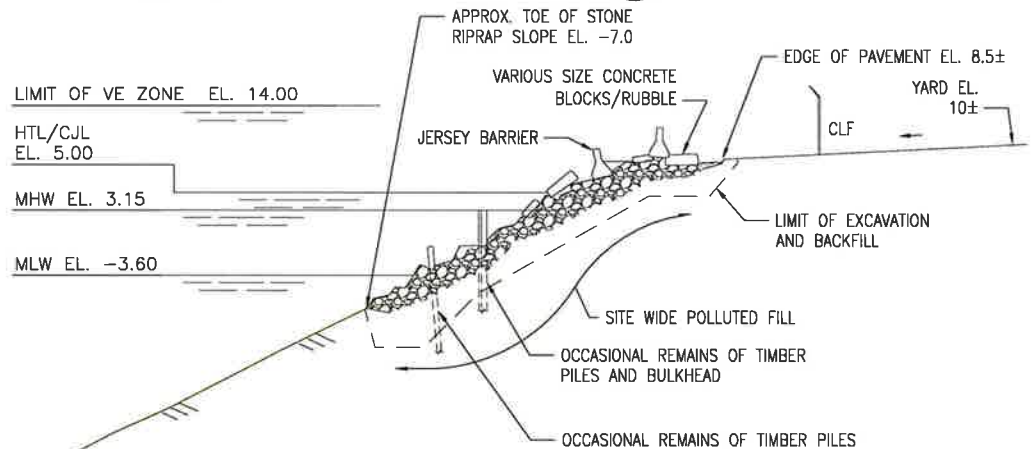 APPROX. TOE OF STONE
RIPRAP SLOPE EL. -7.0
EDGE OF PAVEMENT EL. 8.5±
VARIOUS SIZE CONCRETE
BLOCKS/RUBBLE
YARD EL.
10±
LIMIT OF VE ZONE EL. 14.00
HTL/CJL
EL. 5.00
JERSEY BARRIER
CLF
MHW EL. 3.15
LIMIT OF EXCAVATION
AND BACKFILL
MLW EL. -3.60
SITE WIDE POLLUTED FILL
OCCASIONAL REMAINS OF TIMBER
PILES AND BULKHEAD
OCCASIONAL REMAINS OF TIMBER PILES